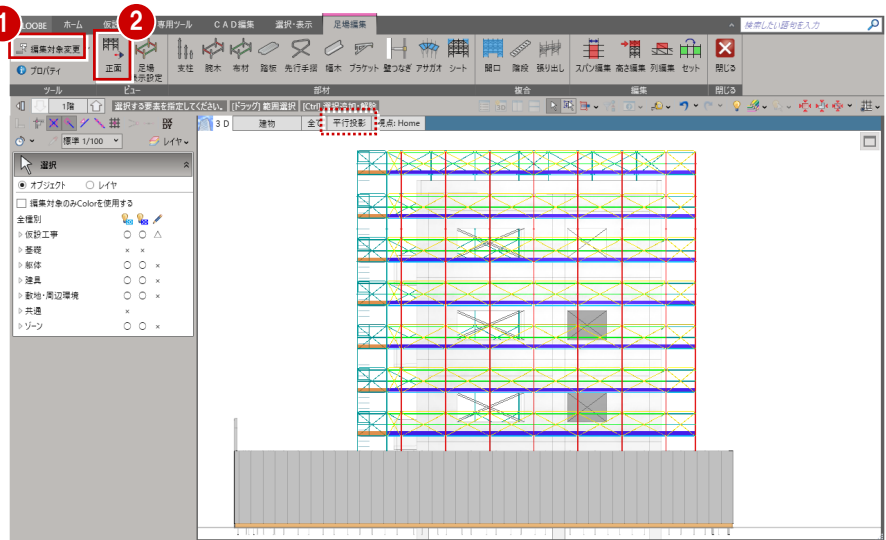 1
2
LOOBE ホーム 仮設 専用ツール CAD編集 選択・表示 足場編集
検索したい語句を入力
編集対象変更
プロパティ
正面
足場
表示設定
支柱 腕木 布材 踏板 先行手摺 幅木 ブラケット 壁つなぎ アサガオ シート 開口 階段 張り出し スパン編集 高さ編集 列編集 セット 閉じる
ツール ビュー 部材 複合 編集 閉じる
1階 選択する要素を指定してください。 [ドラッグ] 範囲選択 [Ctrl] 選択追加・解除
3D 建物 平行投影 視点: Home
標準 1/100 レイヤ
選択
オブジェクト レイヤ
編集対象のみColorを使用する
全種別
仮設工事 ○ ○ △
基礎 × ×
躯体 ○ ○ ×
建具 ○ ○ ×
敷地・周辺環境 ○ ○ ×
共通 ×
ゾーン ○ ○ ×